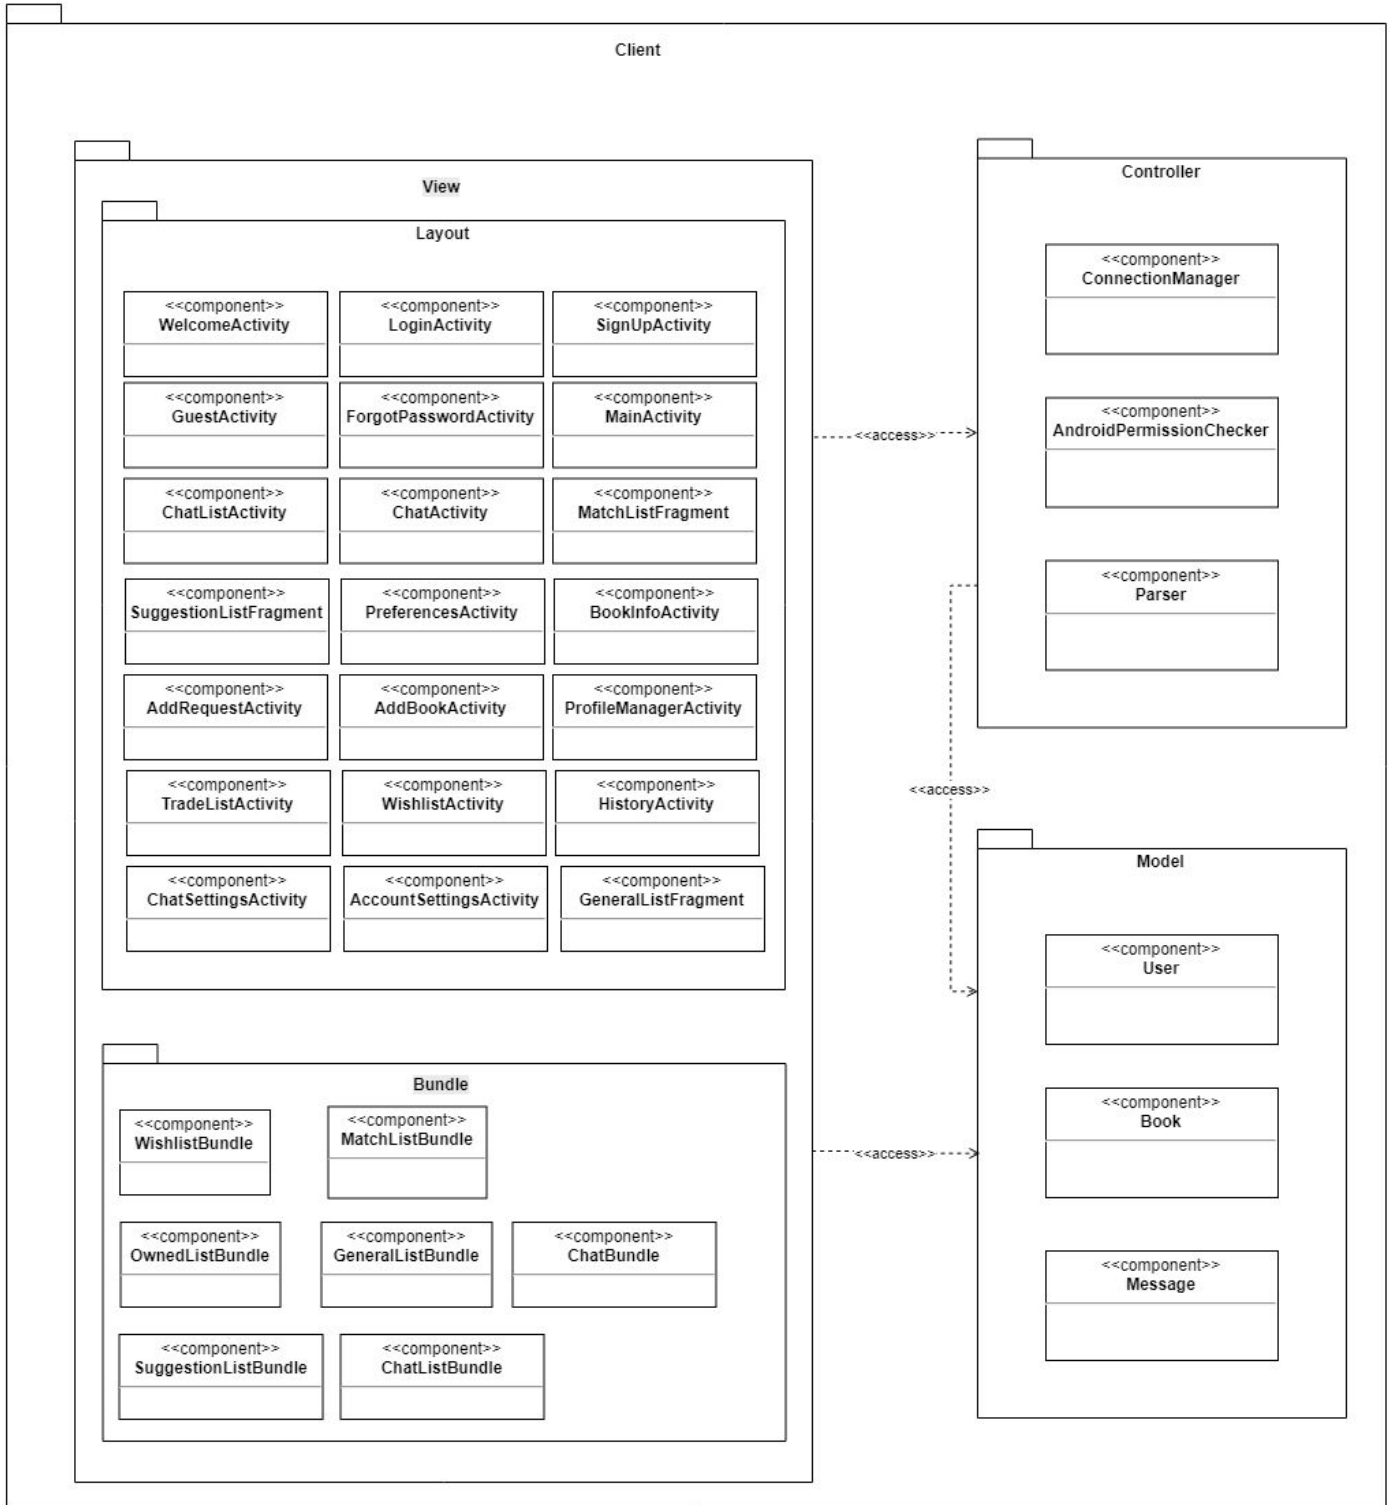 Client
View
Layout
<<component>>
WelcomeActivity
<<component>>
LoginActivity
<<component>>
SignUpActivity
<<component>>
GuestActivity
<<component>>
ForgotPasswordActivity
<<component>>
MainActivity
<<component>>
ChatListActivity
<<component>>
ChatActivity
<<component>>
MatchListFragment
<<component>>
SuggestionListFragment
<<component>>
PreferencesActivity
<<component>>
BookInfoActivity
<<component>>
AddRequestActivity
<<component>>
AddBookActivity
<<component>>
ProfileManagerActivity
<<component>>
TradeListActivity
<<component>>
WishlistActivity
<<component>>
HistoryActivity
<<component>>
ChatSettingsActivity
<<component>>
AccountSettingsActivity
<<component>>
GeneralListFragment
Bundle
<<component>>
WishlistBundle
<<component>>
MatchListBundle
<<component>>
OwnedListBundle
<<component>>
GeneralListBundle
<<component>>
ChatBundle
<<component>>
SuggestionListBundle
<<component>>
ChatListBundle
<<access>>
<<access>>
<<access>>
Controller
<<component>>
ConnectionManager
<<component>>
AndroidPermissionChecker
<<component>>
Parser
Model
<<component>>
User
<<component>>
Book
<<component>>
Message